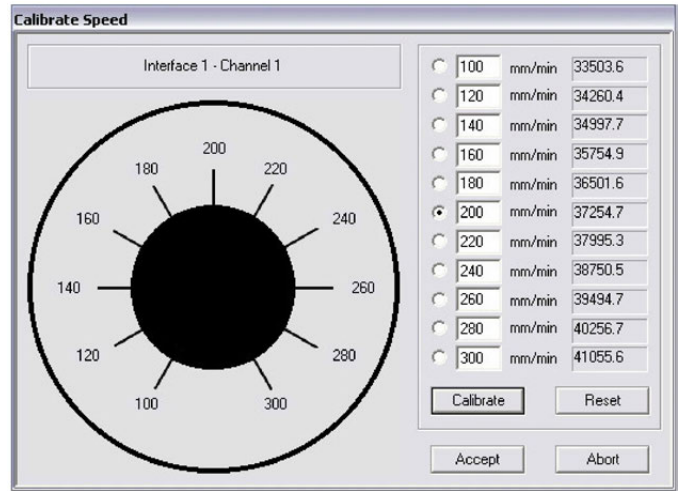 Calibrate Speed
Interface 1 - Channel 1
200
180 220
160 240
140 260
120 280
100 300
100 mm/min 33503.6
120 mm/min 34260.4
140 mm/min 34997.7
160 mm/min 35754.9
180 mm/min 36501.6
200 mm/min 37254.7
220 mm/min 37995.3
240 mm/min 38750.5
260 mm/min 39494.7
280 mm/min 40256.7
300 mm/min 41055.6
Calibrate Reset
Accept Abort